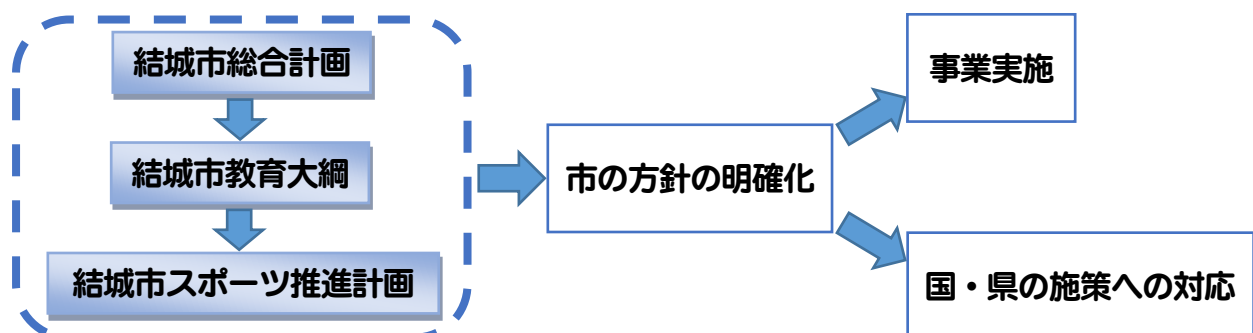 結城市総合計画
結城市教育大綱
結城市スポーツ推進計画
市の方針の明確化
事業実施
国・県の施策への対応